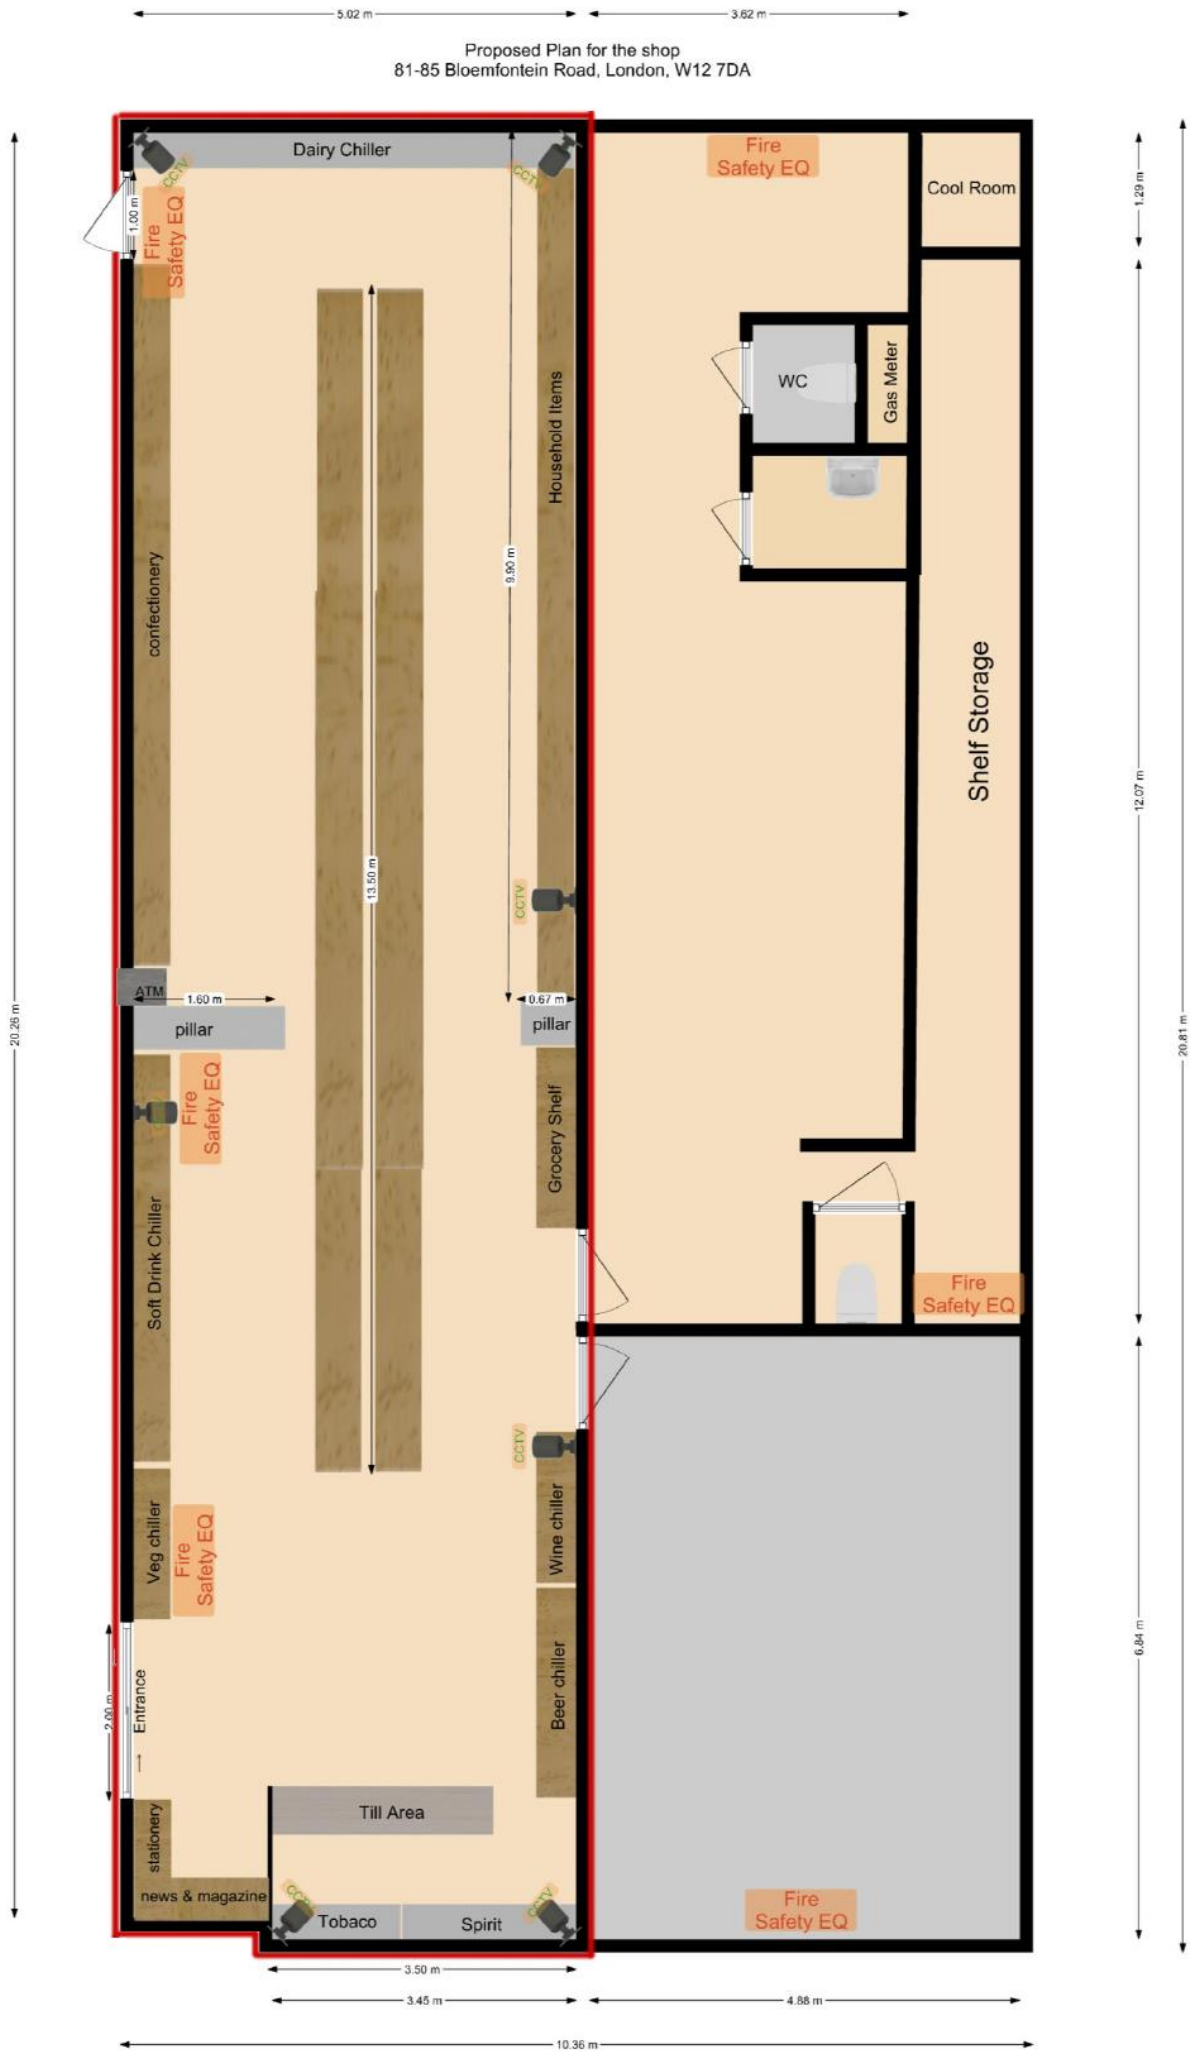 5.02 m
3.62 m
Proposed Plan for the shop
81-85 Bloemfontein Road, London, W12 7DA
Dairy Chiller
CCTV
CCTV
Fire
Safety EQ
Cool Room
1.29 m
1.00 m
Fire
Safety EQ
WC
Gas Meter
Household Items
confectionery
9.90 m
Shelf Storage
12.07 m
13.50 m
CCTV
ATM
1.60 m
0.67 m
pillar
pillar
20.26 m
20.81 m
Fire
Safety EQ
Grocery Shelf
Soft Drink Chiller
Fire
Safety EQ
CCTV
Wine chiller
Veg chiller
Fire
Safety EQ
6.84 m
Beer chiller
2.00 m
Entrance
Till Area
stationery
news & magazine
Tobaco
Spirit
CCTV
Fire
Safety EQ
3.50 m
3.45 m
4.88 m
10.36 m